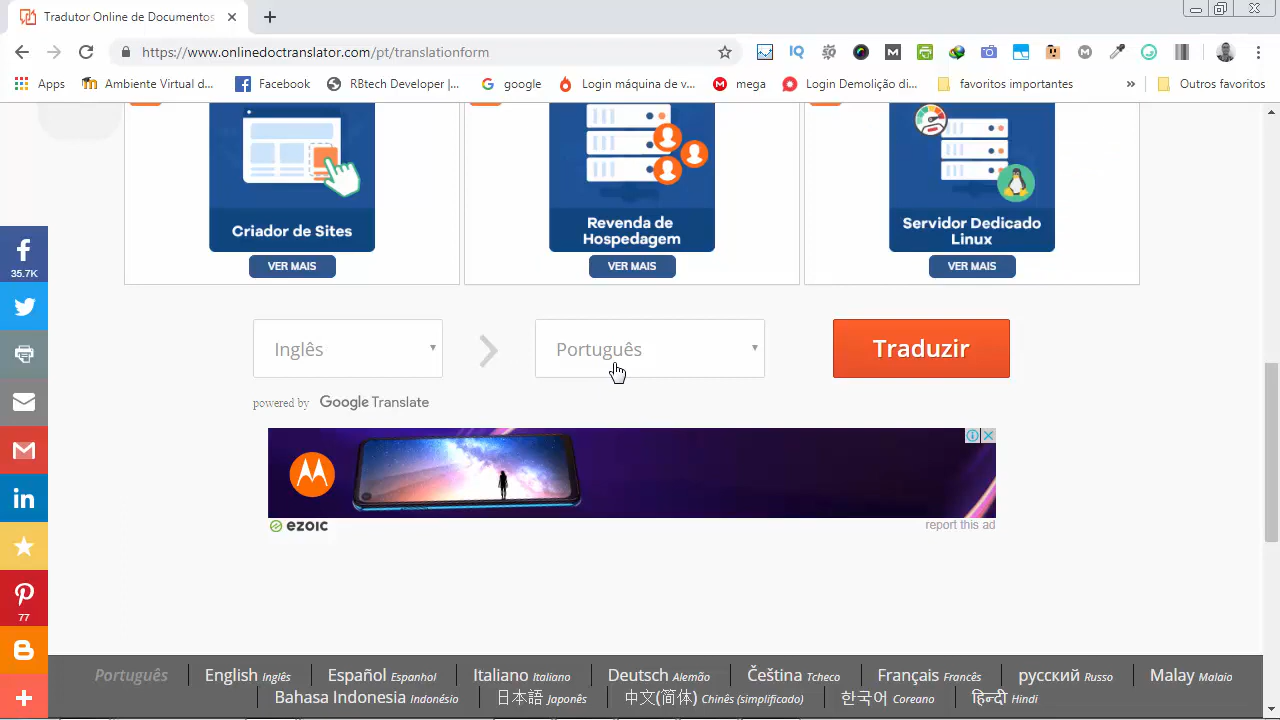 Tradutor Online de Documentos
https://www.onlinedoctranslator.com/pt/translationform
Apps
Ambiente Virtual d...
Facebook
RBtech Developer |...
google
Login máquina de v...
mega
Login Demolição di...
favoritos importantes
»
Outros favoritos
Criador de Sites
VER MAIS
Revenda de
Hospedagem
VER MAIS
Servidor Dedicado
Linux
VER MAIS
35.7K
77
Inglês
Português
Traduzir
powered by Google Translate
ezoic
report this ad
Português English Inglês Español Espanhol Italiano Italiano Deutsch Alemão Čeština Tcheco Français Francês русский Russo Malay Malaio
Bahasa Indonesia Indonésio 日本語 Japonês 中文(简体) Chinês (simplificado) 한국어 Coreano हिन्दी Hindi